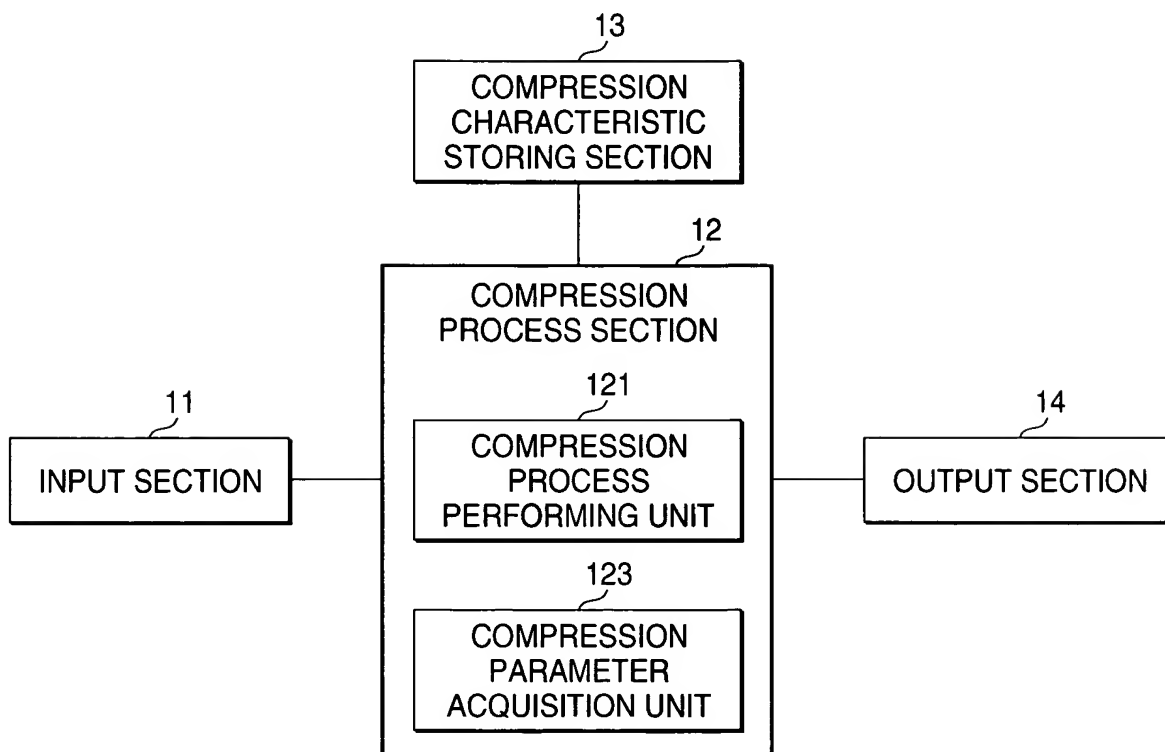 13
COMPRESSION
CHARACTERISTIC
STORING SECTION
12
COMPRESSION
PROCESS SECTION
11
INPUT SECTION
121
COMPRESSION
PROCESS
PERFORMING UNIT
14
OUTPUT SECTION
123
COMPRESSION
PARAMETER
ACQUISITION UNIT